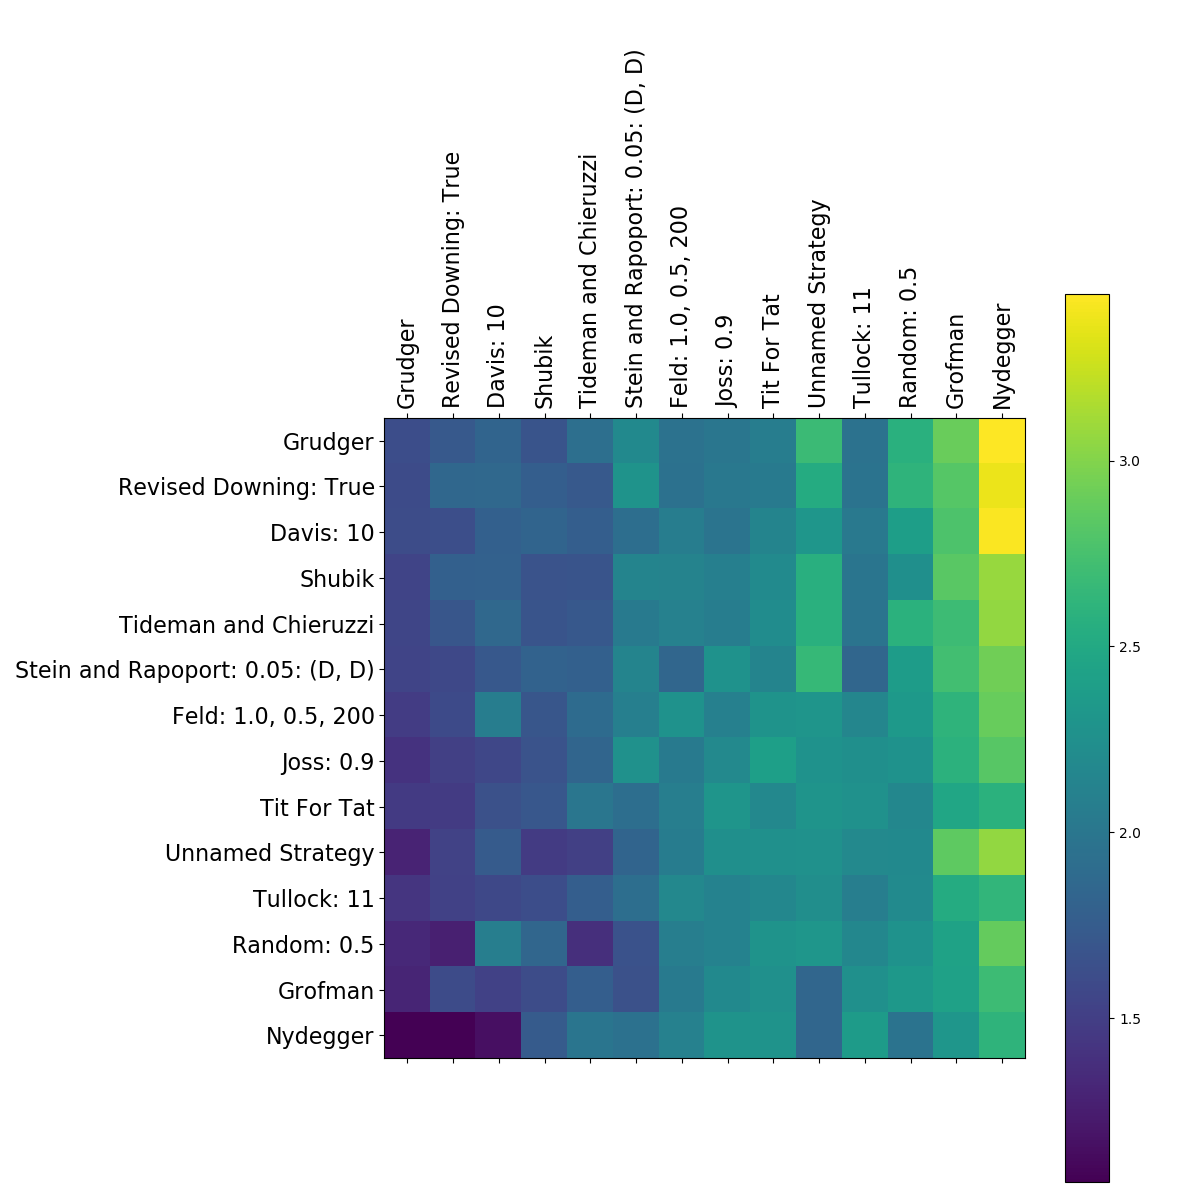 Grudger
Revised Downing: True
Davis: 10
Shubik
Tideman and Chieruzzi
Stein and Rapoport: 0.05: (D, D)
Feld: 1.0, 0.5, 200
Joss: 0.9
Tit For Tat
Unnamed Strategy
Tullock: 11
Random: 0.5
Grofman
Nydegger
Grudger
Revised Downing: True
Davis: 10
Shubik
Tideman and Chieruzzi
Stein and Rapoport: 0.05: (D, D)
Feld: 1.0, 0.5, 200
Joss: 0.9
Tit For Tat
Unnamed Strategy
Tullock: 11
Random: 0.5
Grofman
Nydegger
3.0
2.5
2.0
1.5